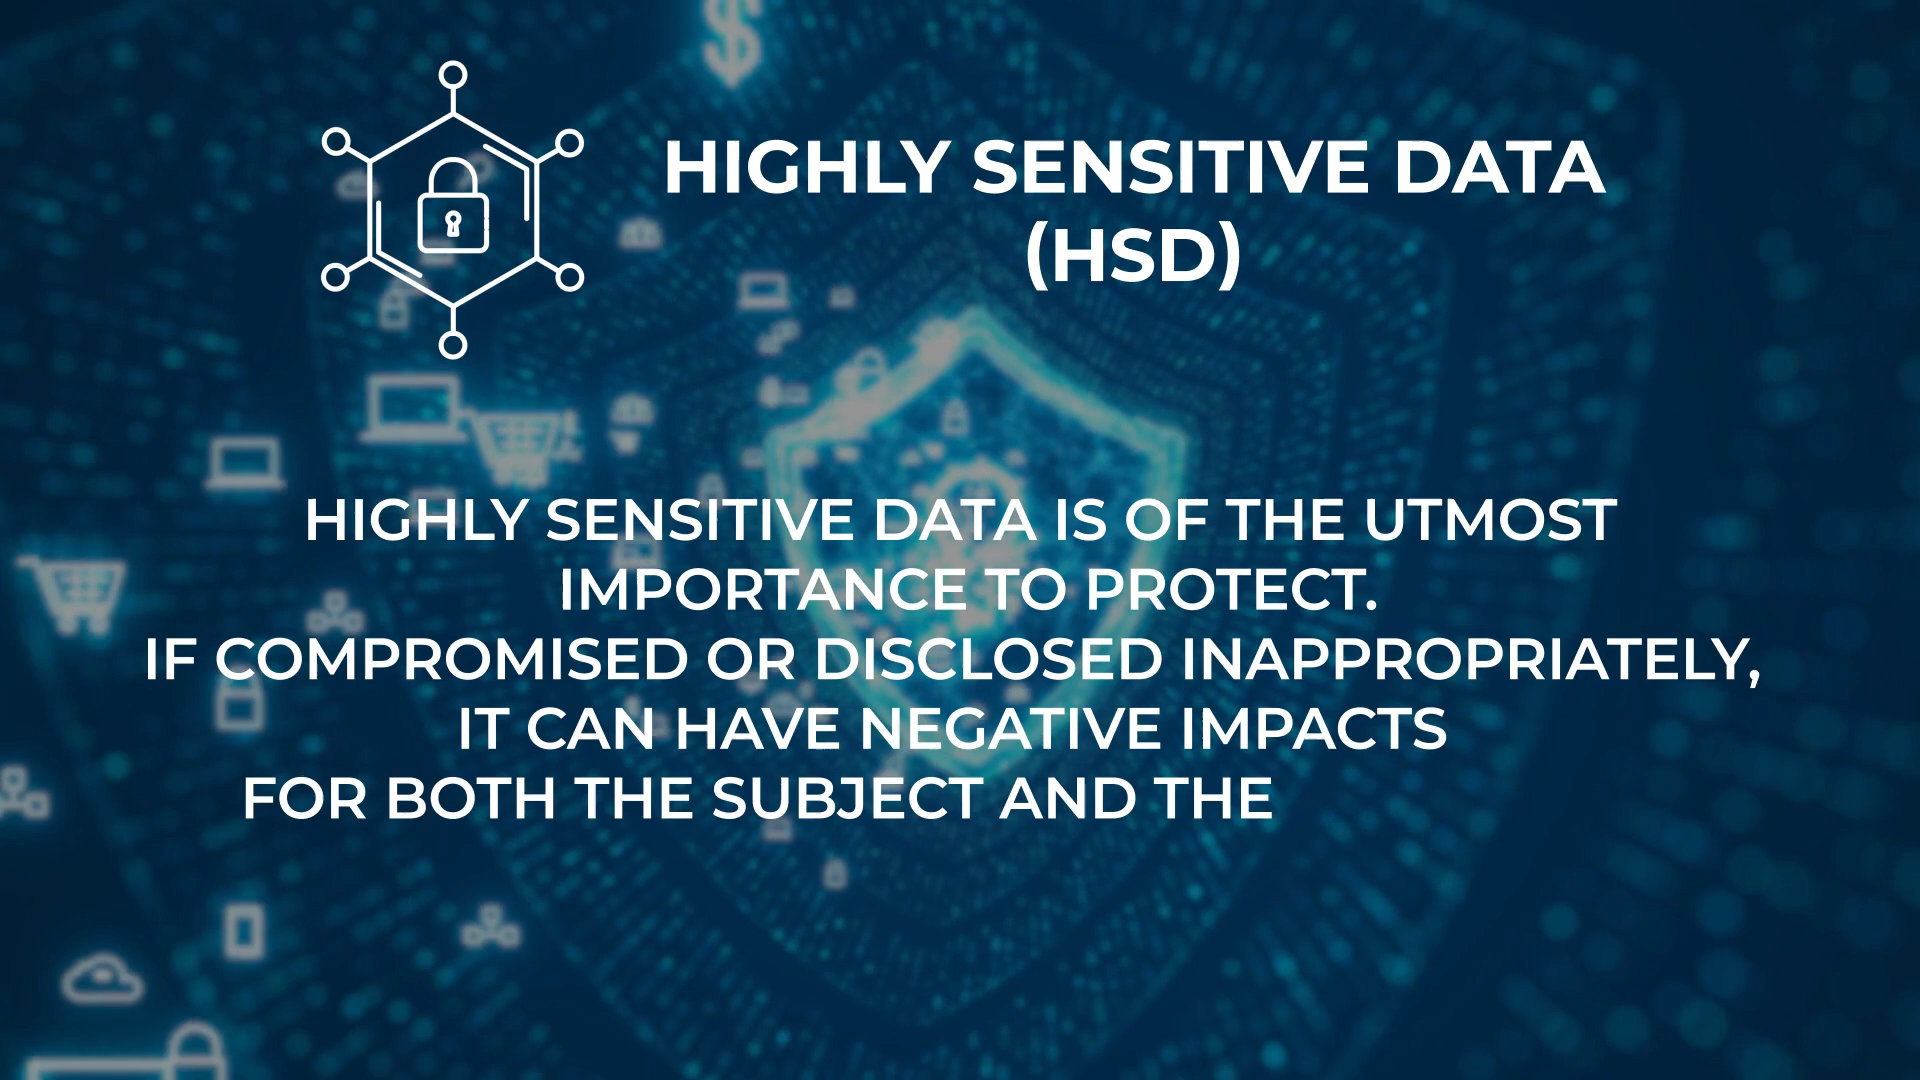 HIGHLY SENSITIVE DATA
(HSD)
HIGHLY SENSITIVE DATA IS OF THE UTMOST
IMPORTANCE TO PROTECT.
IF COMPROMISED OR DISCLOSED INAPPROPRIATELY,
IT CAN HAVE NEGATIVE IMPACTS
FOR BOTH THE SUBJECT AND THE